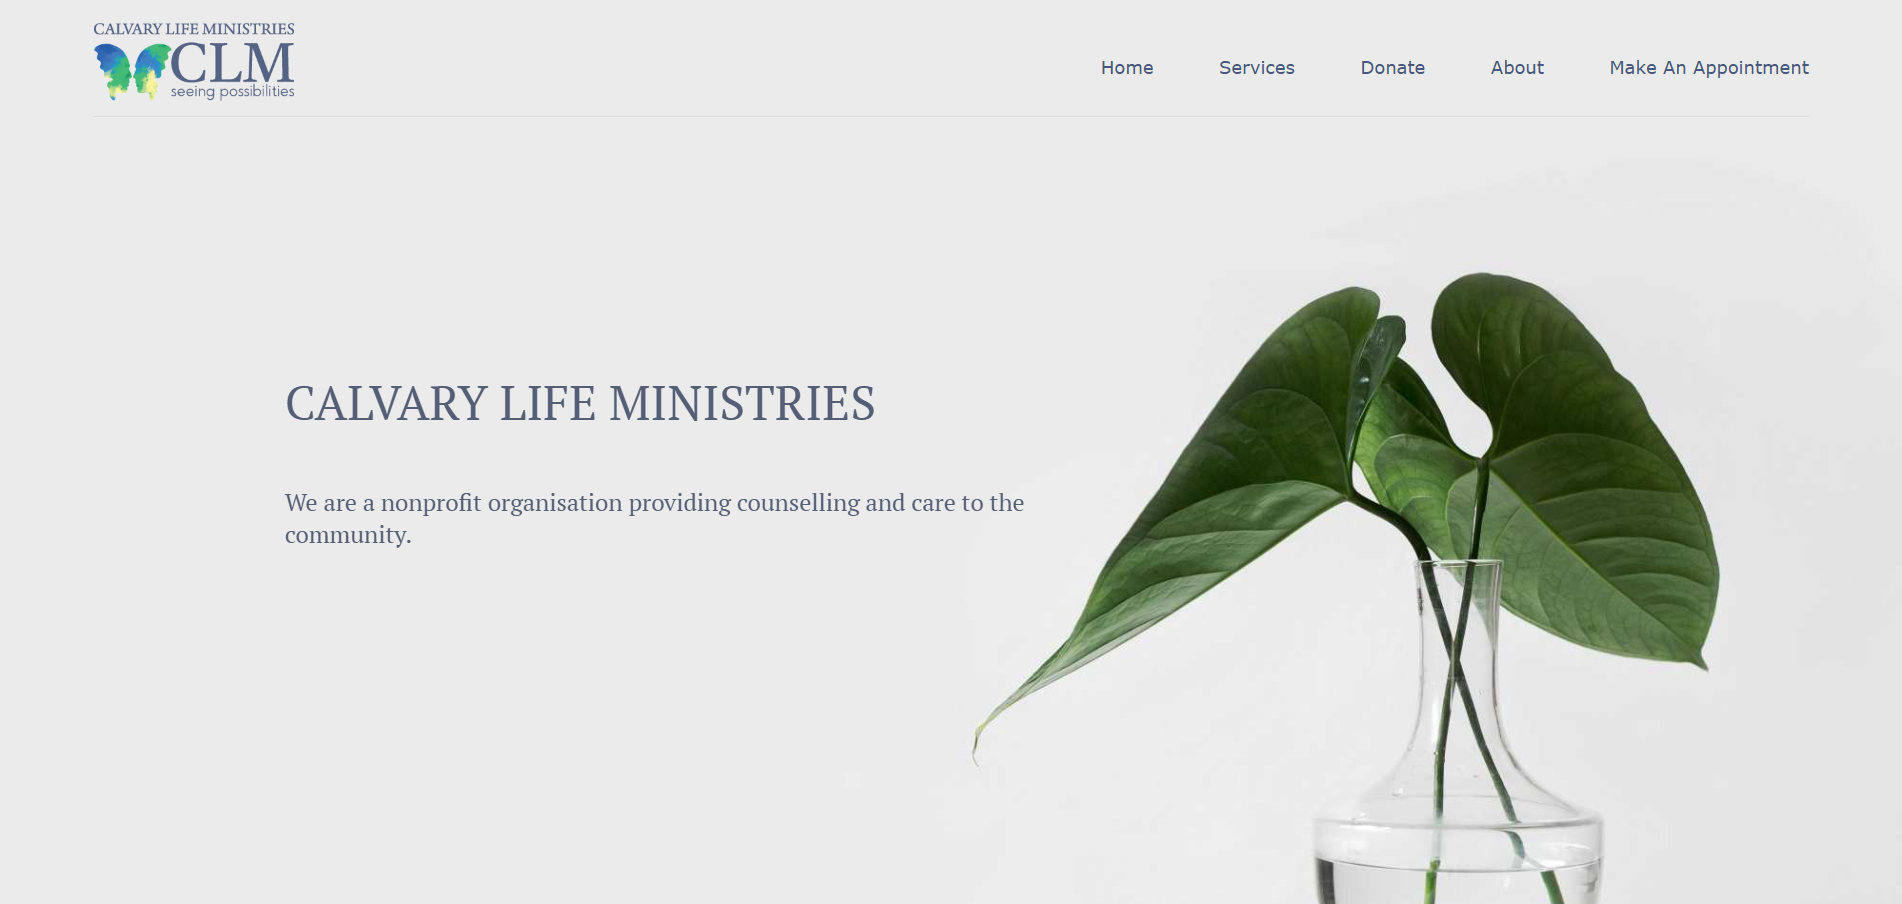 CALVARY LIFE MINISTRIES
CLM
seeing possibilities
Home
Services
Donate
About
Make An Appointment
CALVARY LIFE MINISTRIES
We are a nonprofit organisation providing counselling and care to the
community.